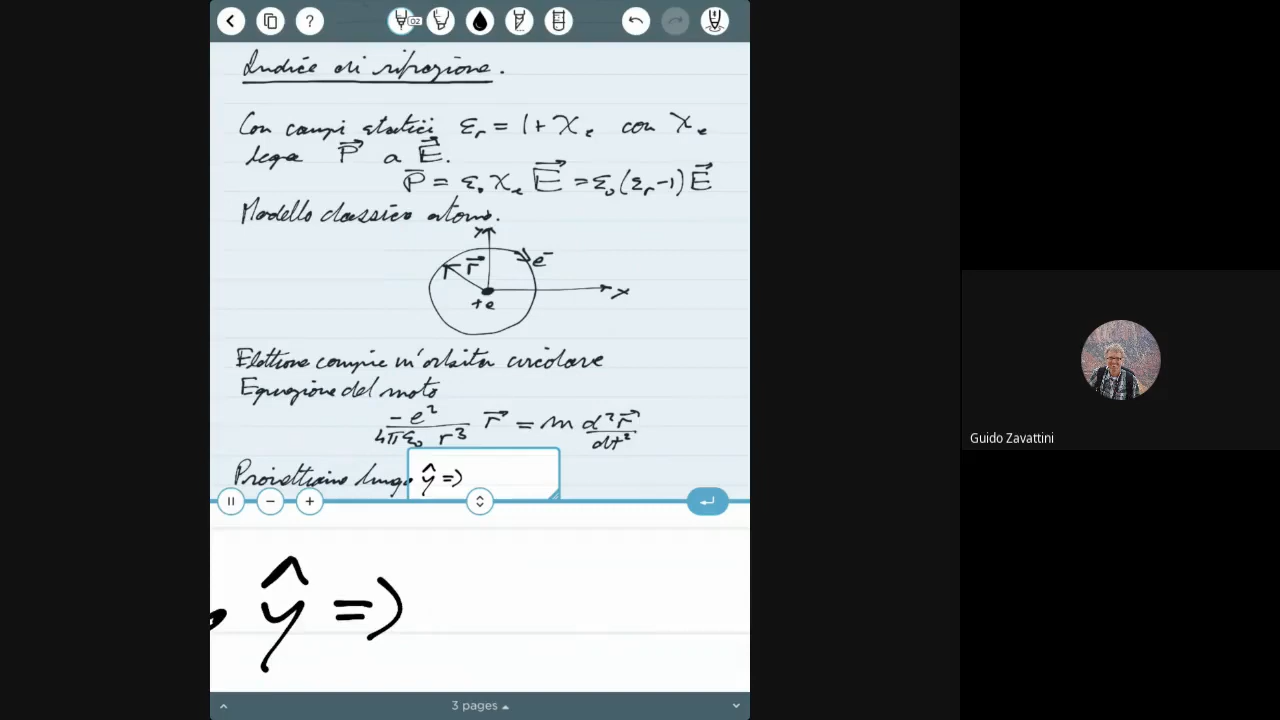 02
?
Indice di rifrazione.
Con campi statici εr = 1 + χe con χe
lega P⃗ a E⃗.
P⃗ = ε₀ χe E⃗ = ε₀(εr-1) E⃗
Modello classico atomo.
y
r⃗ e⁻
x
+e
Elettrone compie un'orbita circolare
Equazione del moto
-e²/(4πε₀ r³) r⃗ = m d²r⃗/dt²
Proiettiamo lungo ŷ =>
Guido Zavattini
ŷ =>
3 pages